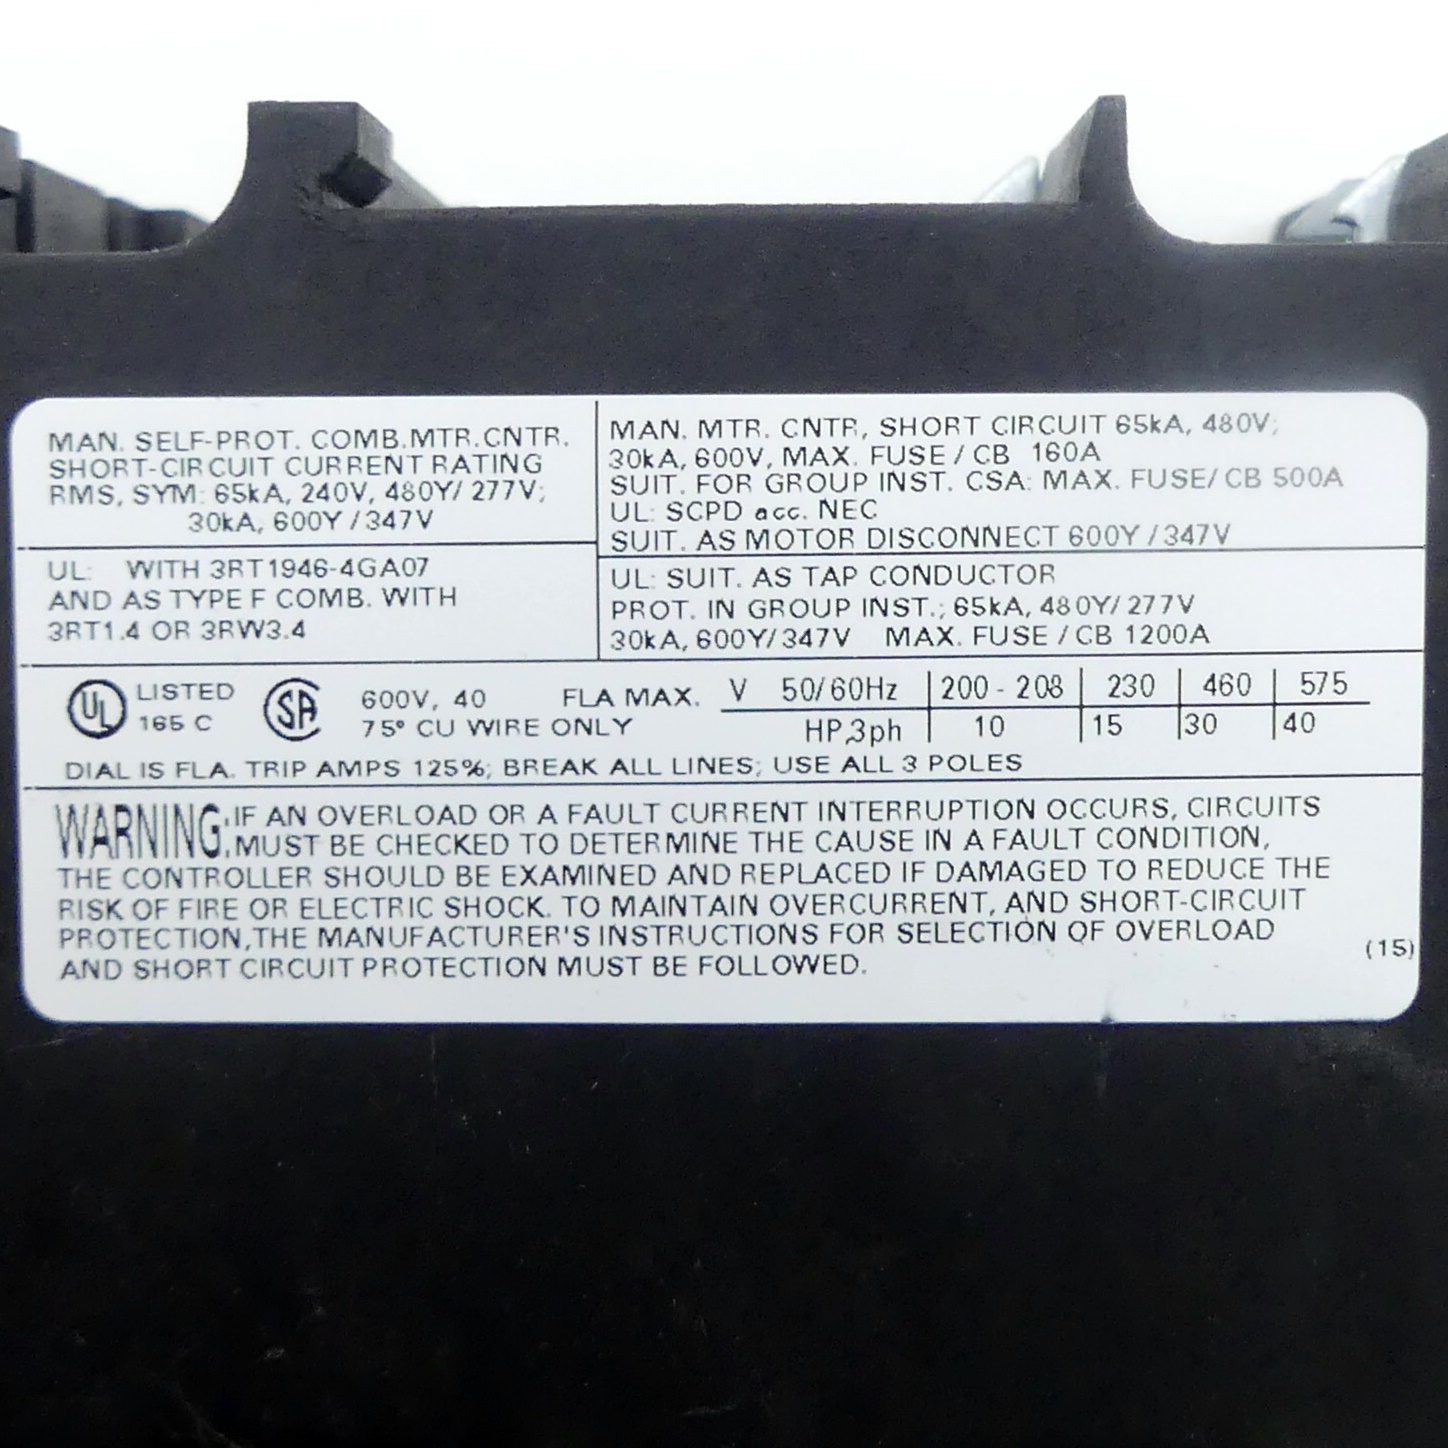 MAN. SELF-PROT. COMB.MTR.CNTR.
SHORT-CIRCUIT CURRENT RATING
RMS, SYM: 65kA, 240V, 480Y/277V;
30kA, 600Y/347V
UL: WITH 3RT1946-4GA07
AND AS TYPE F COMB. WITH
3RT1.4 OR 3RW3.4
MAN. MTR. CNTR, SHORT CIRCUIT 65kA, 480V;
30kA, 600V, MAX. FUSE/CB 160A
SUIT. FOR GROUP INST. CSA: MAX. FUSE/CB 500A
UL: SCPD acc. NEC
SUIT. AS MOTOR DISCONNECT 600Y/347V
UL: SUIT. AS TAP CONDUCTOR
PROT. IN GROUP INST.; 65kA, 480Y/277V
30kA, 600Y/347V MAX. FUSE/CB 1200A
UL LISTED
165 C
SA
600V, 40 FLA MAX.
75° CU WIRE ONLY
V 50/60Hz 200-208 230 460 575
HP,3ph 10 15 30 40
DIAL IS FLA. TRIP AMPS 125%; BREAK ALL LINES; USE ALL 3 POLES
WARNING: IF AN OVERLOAD OR A FAULT CURRENT INTERRUPTION OCCURS, CIRCUITS
MUST BE CHECKED TO DETERMINE THE CAUSE IN A FAULT CONDITION,
THE CONTROLLER SHOULD BE EXAMINED AND REPLACED IF DAMAGED TO REDUCE THE
RISK OF FIRE OR ELECTRIC SHOCK. TO MAINTAIN OVERCURRENT, AND SHORT-CIRCUIT
PROTECTION,THE MANUFACTURER'S INSTRUCTIONS FOR SELECTION OF OVERLOAD
AND SHORT CIRCUIT PROTECTION MUST BE FOLLOWED.
(15)